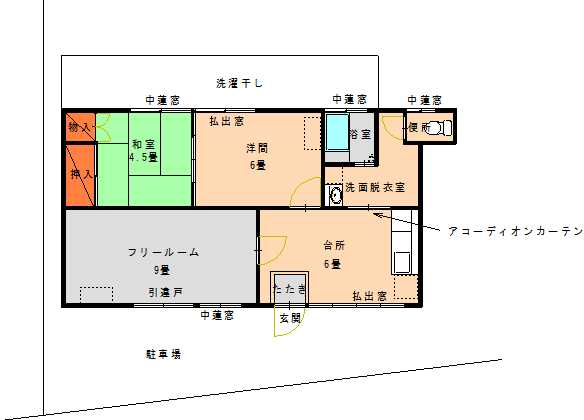 洗濯干し
中蓮窓
中蓮窓
中蓮窓
払出窓
物入
和室
4.5畳
洋間
6畳
浴室
便所
押入
洗面脱衣室
アコーディオンカーテン
フリールーム
9畳
台所
6畳
たたき
引違戸
払出窓
中蓮窓
玄関
駐車場